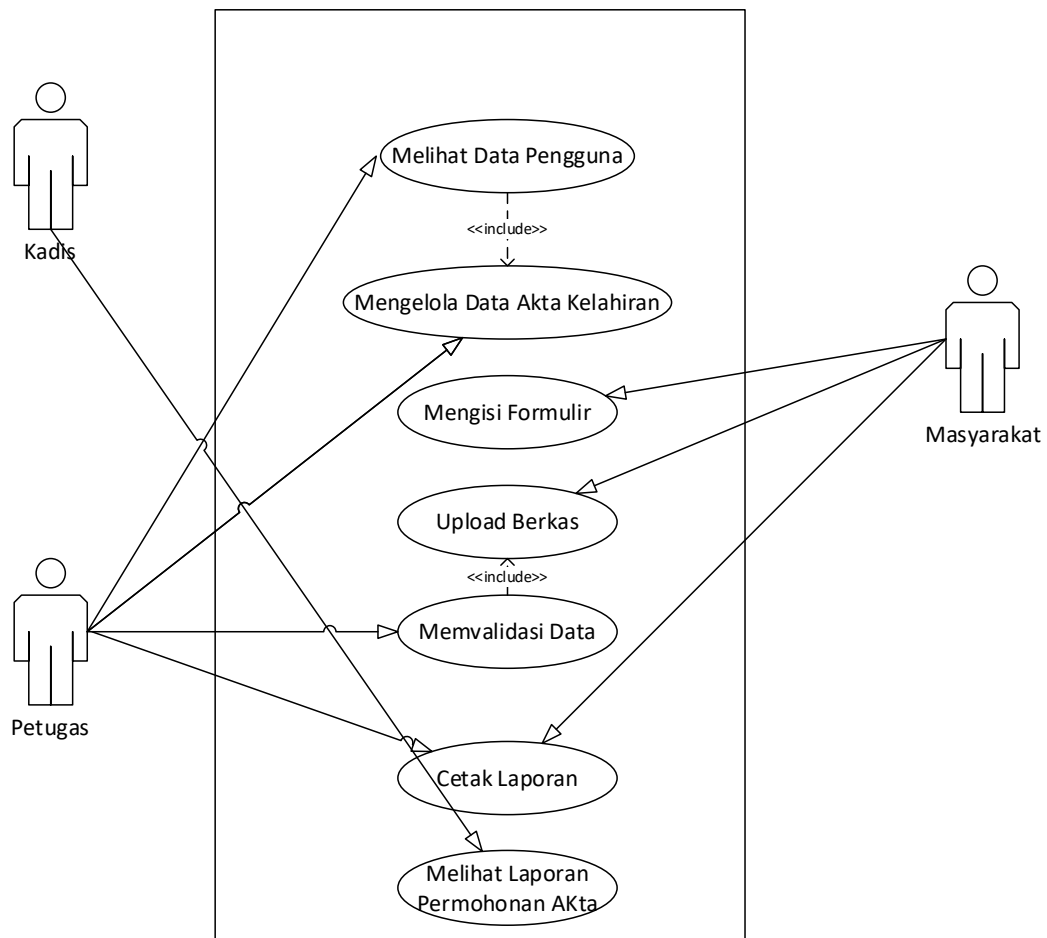 Melihat Data Pengguna
<<include>>
Kadis
Mengelola Data Akta Kelahiran
Mengisi Formulir
Masyarakat
Upload Berkas
<<include>>
Memvalidasi Data
Petugas
Cetak Laporan
Melihat Laporan
Permohonan AKta